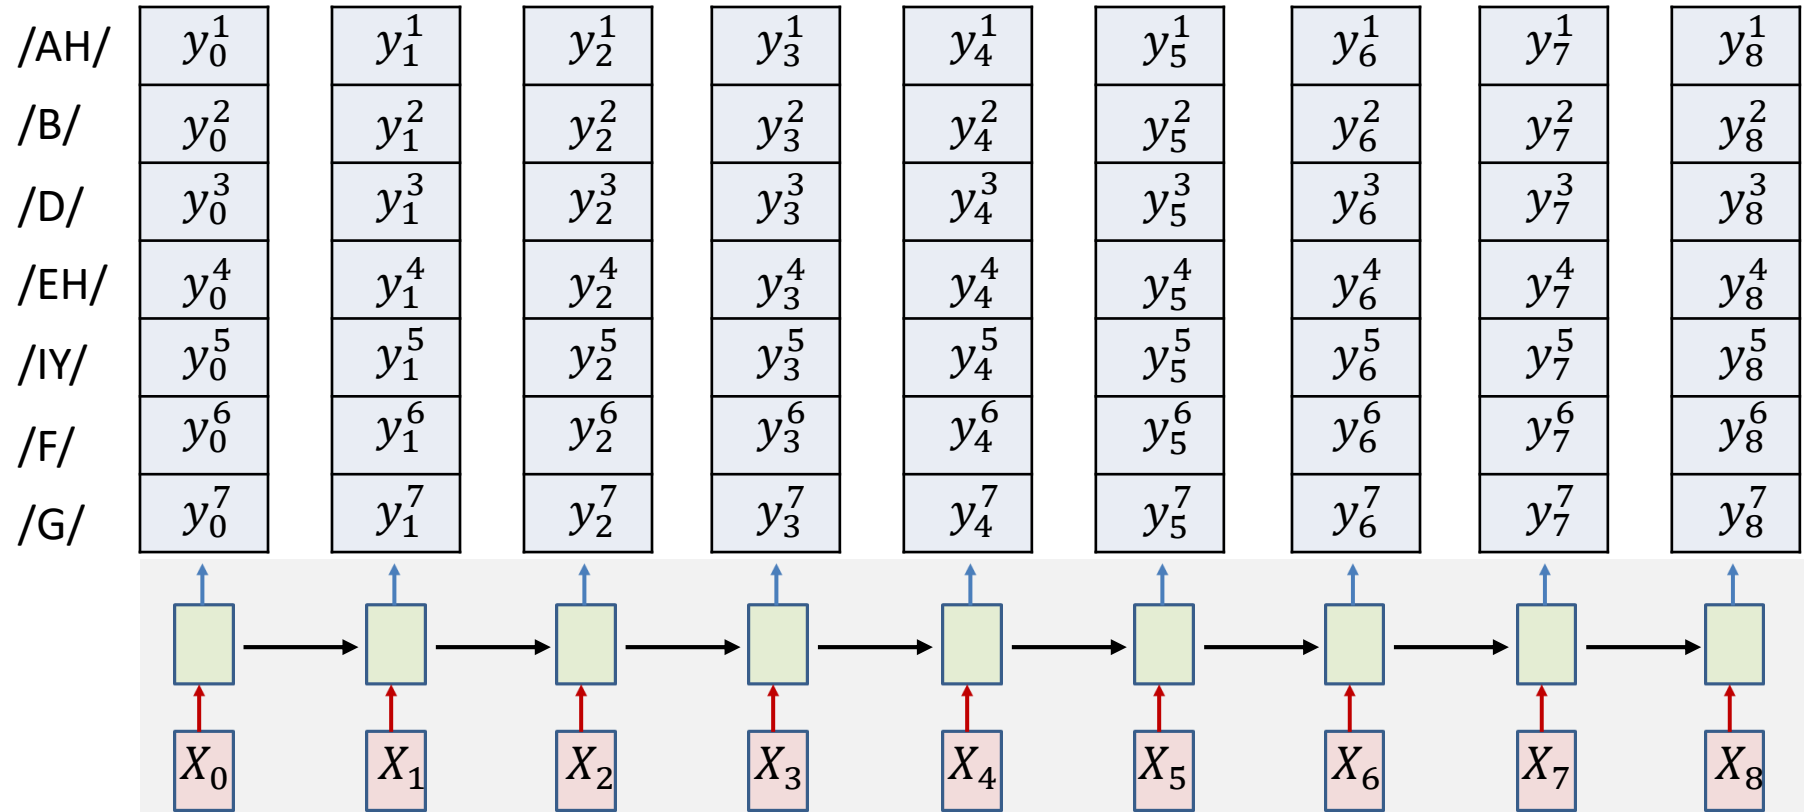 /AH/ y_0^1 y_1^1 y_2^1 y_3^1 y_4^1 y_5^1 y_6^1 y_7^1 y_8^1
/B/ y_0^2 y_1^2 y_2^2 y_3^2 y_4^2 y_5^2 y_6^2 y_7^2 y_8^2
/D/ y_0^3 y_1^3 y_2^3 y_3^3 y_4^3 y_5^3 y_6^3 y_7^3 y_8^3
/EH/ y_0^4 y_1^4 y_2^4 y_3^4 y_4^4 y_5^4 y_6^4 y_7^4 y_8^4
/IY/ y_0^5 y_1^5 y_2^5 y_3^5 y_4^5 y_5^5 y_6^5 y_7^5 y_8^5
/F/ y_0^6 y_1^6 y_2^6 y_3^6 y_4^6 y_5^6 y_6^6 y_7^6 y_8^6
/G/ y_0^7 y_1^7 y_2^7 y_3^7 y_4^7 y_5^7 y_6^7 y_7^7 y_8^7
X_0 X_1 X_2 X_3 X_4 X_5 X_6 X_7 X_8